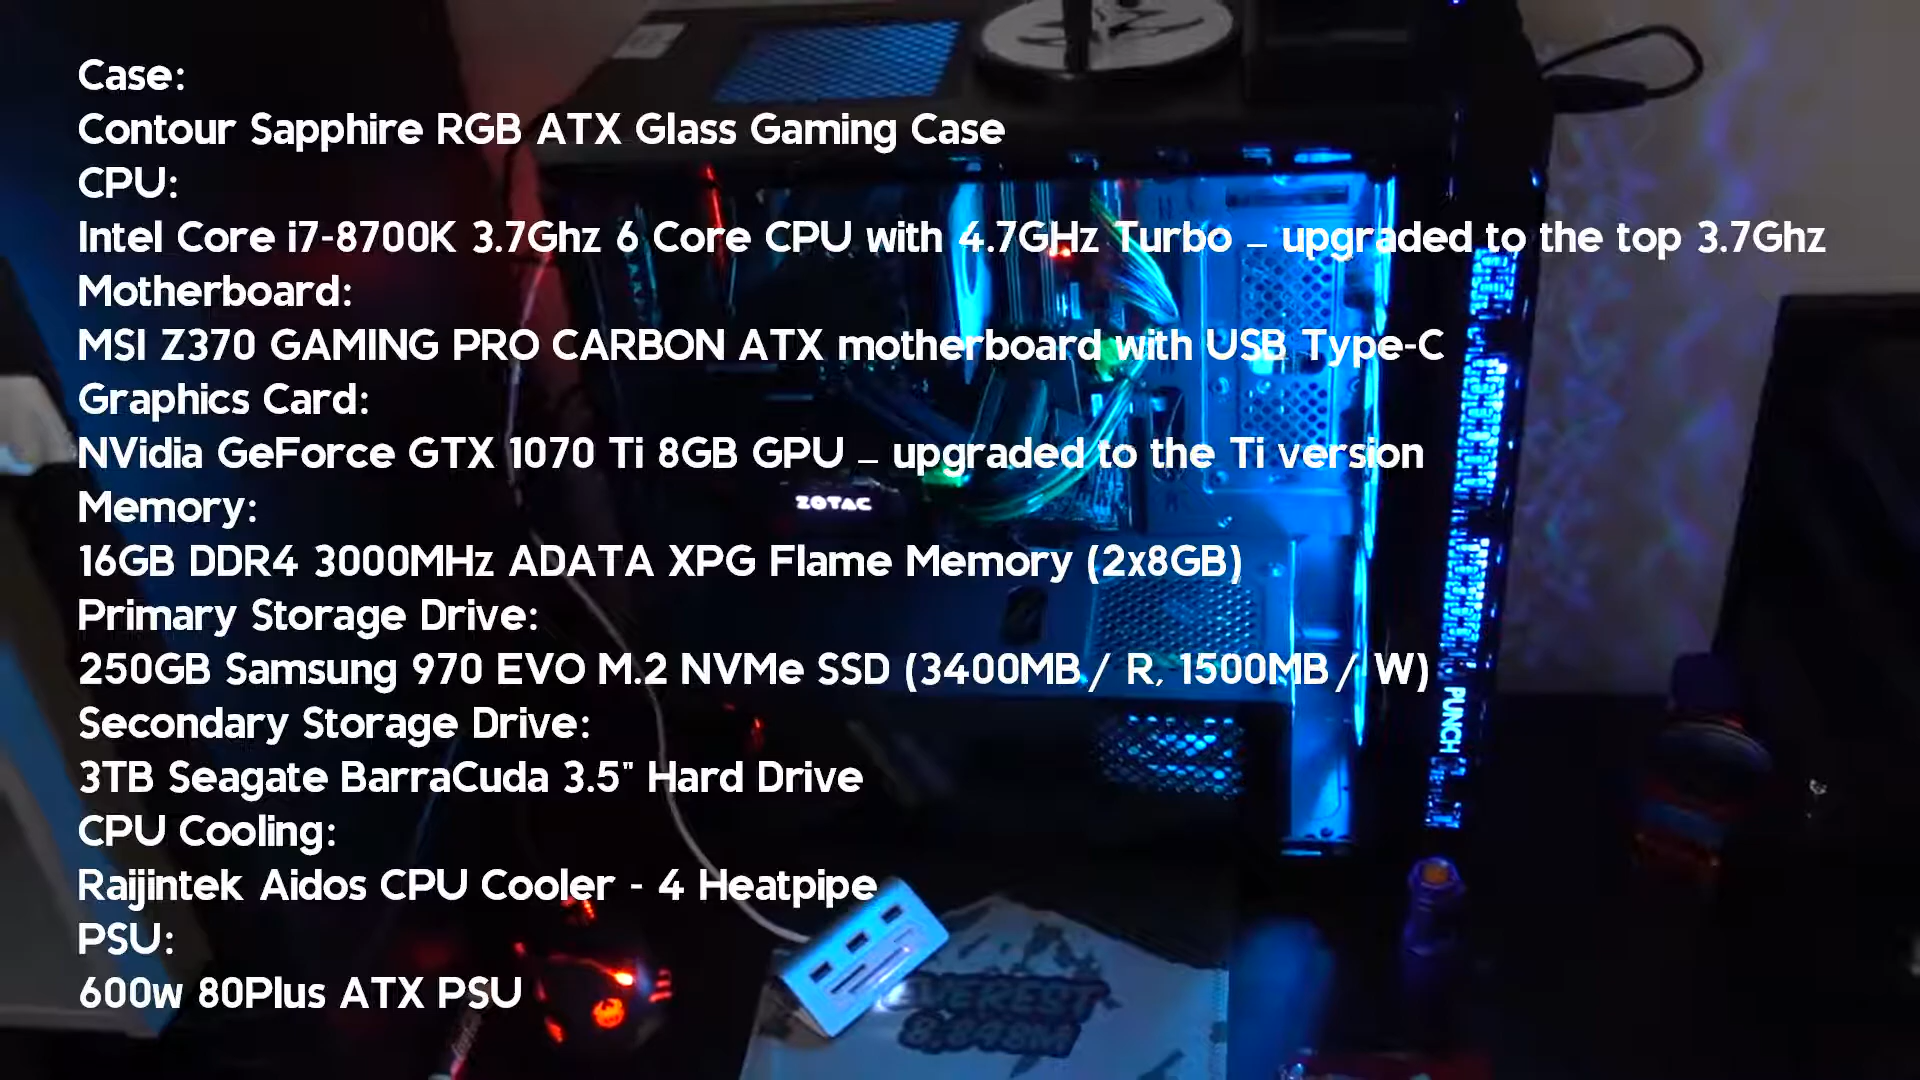 Case:
Contour Sapphire RGB ATX Glass Gaming Case
CPU:
Intel Core i7-8700K 3.7Ghz 6 Core CPU with 4.7GHz Turbo – upgraded to the top 3.7Ghz
Motherboard:
MSI Z370 GAMING PRO CARBON ATX motherboard with USB Type-C
Graphics Card:
NVidia GeForce GTX 1070 Ti 8GB GPU – upgraded to the Ti version
ZOTAC
Memory:
16GB DDR4 3000MHz ADATA XPG Flame Memory (2x8GB)
Primary Storage Drive:
250GB Samsung 970 EVO M.2 NVMe SSD (3400MB/ R, 1500MB/ W)
PUNCH
Secondary Storage Drive:
3TB Seagate BarraCuda 3.5" Hard Drive
CPU Cooling:
Raijintek Aidos CPU Cooler - 4 Heatpipe
PSU:
600w 80Plus ATX PSU
EVEREST
8,848M